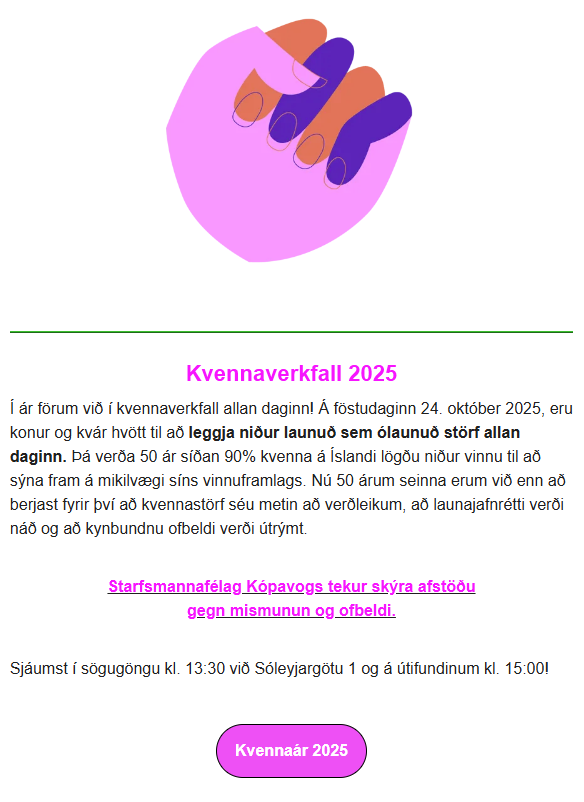 Kvennaverkfall 2025
Í ár förum við í kvennaverkfall allan daginn! Á föstudaginn 24. október 2025, eru
konur og kvár hvött til að leggja niður launuð sem ólaunuð störf allan
daginn. Þá verða 50 ár síðan 90% kvenna á Íslandi lögðu niður vinnu til að
sýna fram á mikilvægi síns vinnuframlags. Nú 50 árum seinna erum við enn að
berjast fyrir því að kvennastörf séu metin að verðleikum, að launajafnrétti verði
náð og að kynbundnu ofbeldi verði útrýmt.
Starfsmannafélag Kópavogs tekur skýra afstöðu
gegn mismunun og ofbeldi.
Sjáumst í sögugöngu kl. 13:30 við Sóleyjargötu 1 og á útifundinum kl. 15:00!
Kvennaár 2025